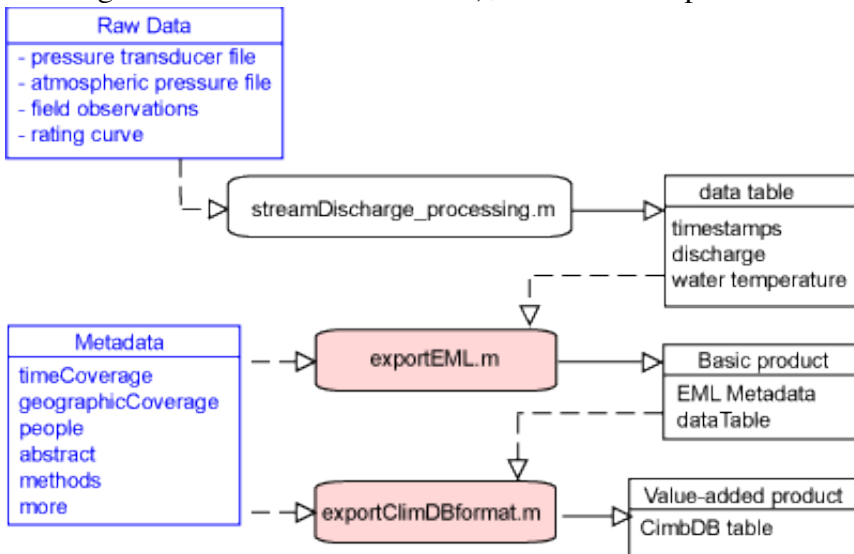 Raw Data
- pressure transducer file
- atmospheric pressure file
- field observations
- rating curve
streamDischarge_processing.m
data table
timestamps
discharge
water temperature
Metadata
timeCoverage
geographicCoverage
people
abstract
methods
more
exportEML.m
Basic product
EML Metadata
dataTable
exportClimDBformat.m
Value-added product
CimbDB table